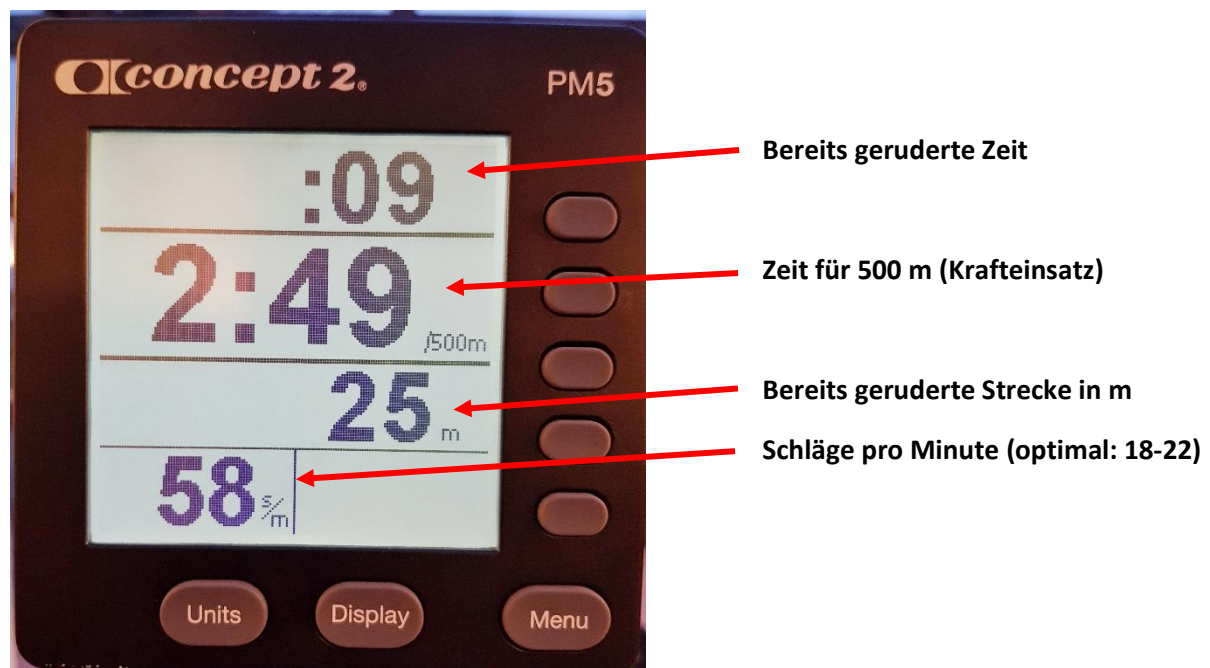 concept 2®
PM5
:09
Bereits geruderte Zeit
2:49 /500m
Zeit für 500 m (Krafteinsatz)
25 m
Bereits geruderte Strecke in m
58 s/m
Schläge pro Minute (optimal: 18-22)
Units Display Menu